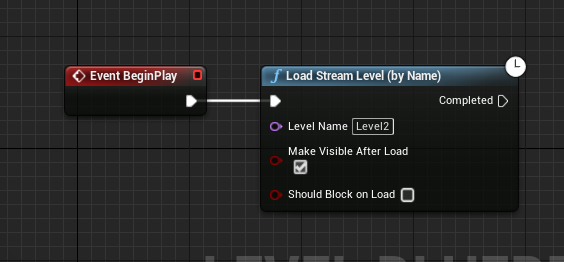 Event BeginPlay
Load Stream Level (by Name)
Completed
Level Name Level2
Make Visible After Load
Should Block on Load